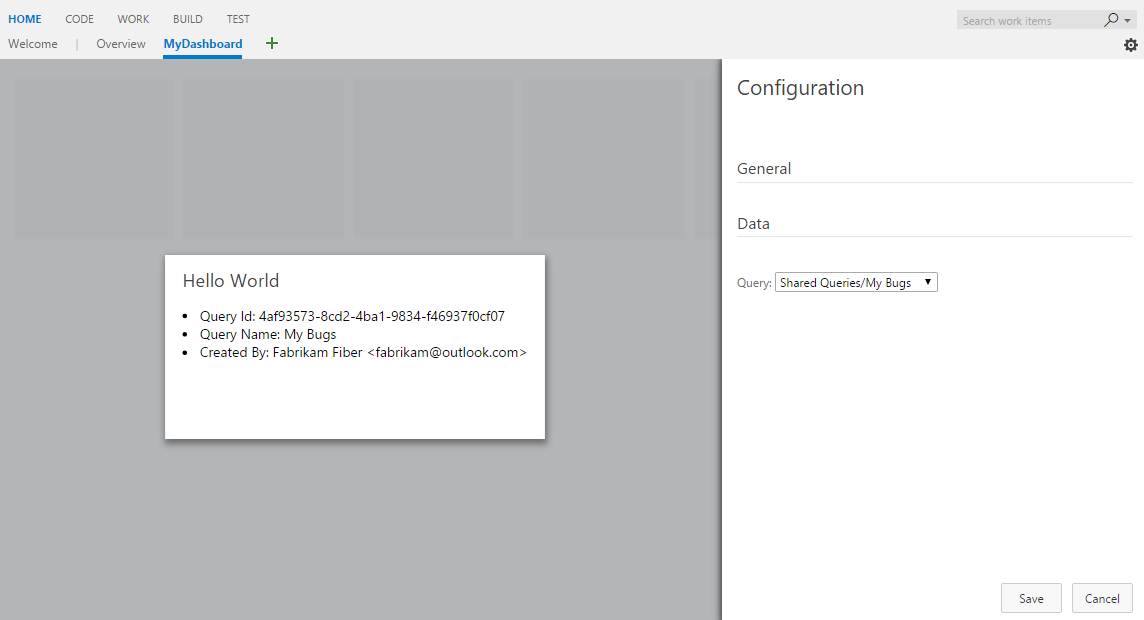 HOME CODE WORK BUILD TEST
Search work items
Welcome | Overview MyDashboard +
Configuration
General
Data
Query: Shared Queries/My Bugs
Hello World
• Query Id: 4af93573-8cd2-4ba1-9834-f46937f0cf07
• Query Name: My Bugs
• Created By: Fabrikam Fiber <fabrikam@outlook.com>
Save Cancel